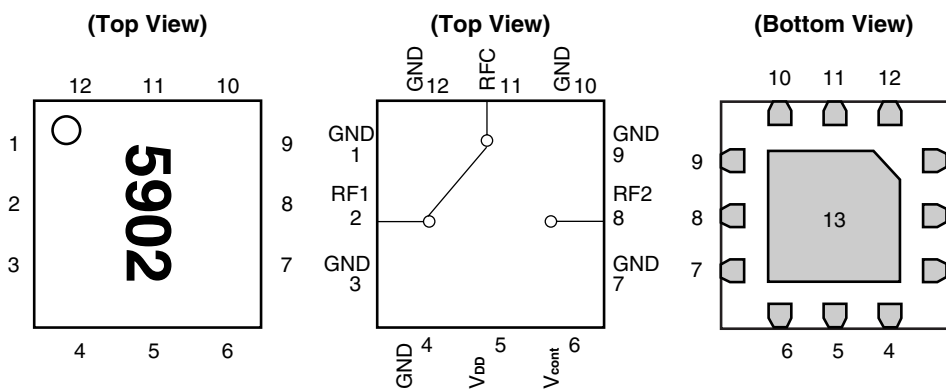 (Top View)
12 11 10
1 9
5902
2 8
3 7
4 5 6
(Top View)
GND 12 RFC 11 GND 10
GND 1 GND 9
RF1 2 RF2 8
GND 3 GND 7
GND 4 VDD 5 Vcont 6
(Bottom View)
10 11 12
9
8 13
7
6 5 4